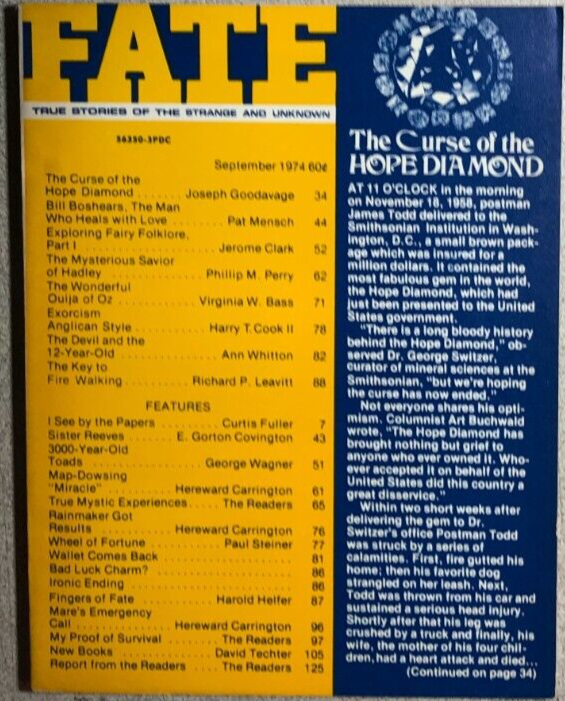 FATE
TRUE STORIES OF THE STRANGE AND UNKNOWN
36330-3PDC
September 1974 60¢
The Curse of the
Hope Diamond ....... Joseph Goodavage 34
Bill Boshears, The Man
Who Heals with Love ........ Pat Mensch 44
Exploring Fairy Folklore,
Part I .................... Jerome Clark 52
The Mysterious Savior
of Hadley .............. Phillip M. Perry 62
The Wonderful
Ouija of Oz ........... Virginia W. Bass 71
Exorcism
Anglican Style ......... Harry T. Cook II 78
The Devil and the
12-Year-Old ............. Ann Whitton 82
The Key to
Fire Walking ......... Richard P. Leavitt 88
FEATURES
I See by the Papers ........ Curtis Fuller 7
Sister Reeves ...... E. Gorton Covington 43
3000-Year-Old
Toads ................ George Wagner 51
Map-Dowsing
"Miracle" ........ Hereward Carrington 61
True Mystic Experiences .... The Readers 65
Rainmaker Got
Results .......... Hereward Carrington 76
Wheel of Fortune ......... Paul Steiner 77
Wallet Comes Back .................... 81
Bad Luck Charm? ..................... 86
Ironic Ending ......................... 86
Fingers of Fate .......... Harold Helfer 87
Mare's Emergency
Call ............. Hereward Carrington 96
My Proof of Survival ...... The Readers 97
New Books .............. David Techter 105
Report from the Readers .... The Readers 125
The Curse of the
HOPE DIAMOND
AT 11 O'CLOCK in the morning
on November 18, 1958, postman
James Todd delivered to the
Smithsonian Institution in Wash-
ington, D.C., a small brown pack-
age which was insured for a
million dollars. It contained the
most fabulous gem in the world,
the Hope Diamond, which had
just been presented to the United
States government.
"There is a long bloody history
behind the Hope Diamond," ob-
served Dr. George Switzer,
curator of mineral sciences at the
Smithsonian, "but we're hoping
the curse has now ended."
Not everyone shares his opti-
mism. Columnist Art Buchwald
wrote, "The Hope Diamond has
brought nothing but grief to
anyone who ever owned it. Who-
ever accepted it on behalf of the
United States did this country a
great disservice."
Within two short weeks after
delivering the gem to Dr.
Switzer's office Postman Todd
was struck by a series of
calamities. First, fire gutted his
home; then his favorite dog
strangled on her leash. Next,
Todd was thrown from his car and
sustained a serious head injury.
Shortly after that his leg was
crushed by a truck and finally, his
wife, the mother of his four chil-
dren, had a heart attack and died...
(Continued on page 34)